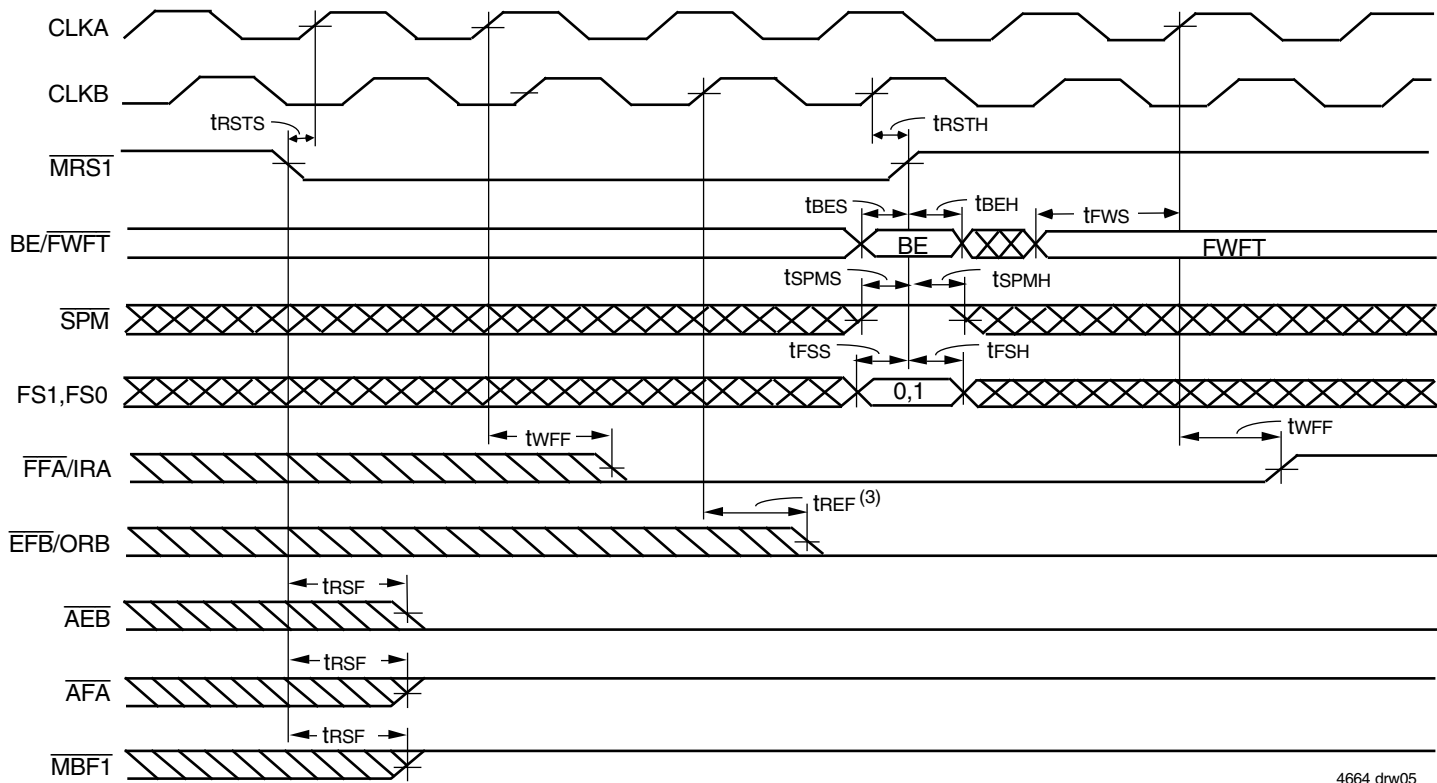 CLKA
CLKB
tRSTS
tRSTH
MRS1
tBES
tBEH
tFWS
BE/FWFT
BE
FWFT
tSPMS
tSPMH
SPM
tFSS
tFSH
FS1,FS0
0,1
tWFF
tWFF
FFA/IRA
tREF (3)
EFB/ORB
tRSF
AEB
tRSF
AFA
tRSF
MBF1
4664 drw05